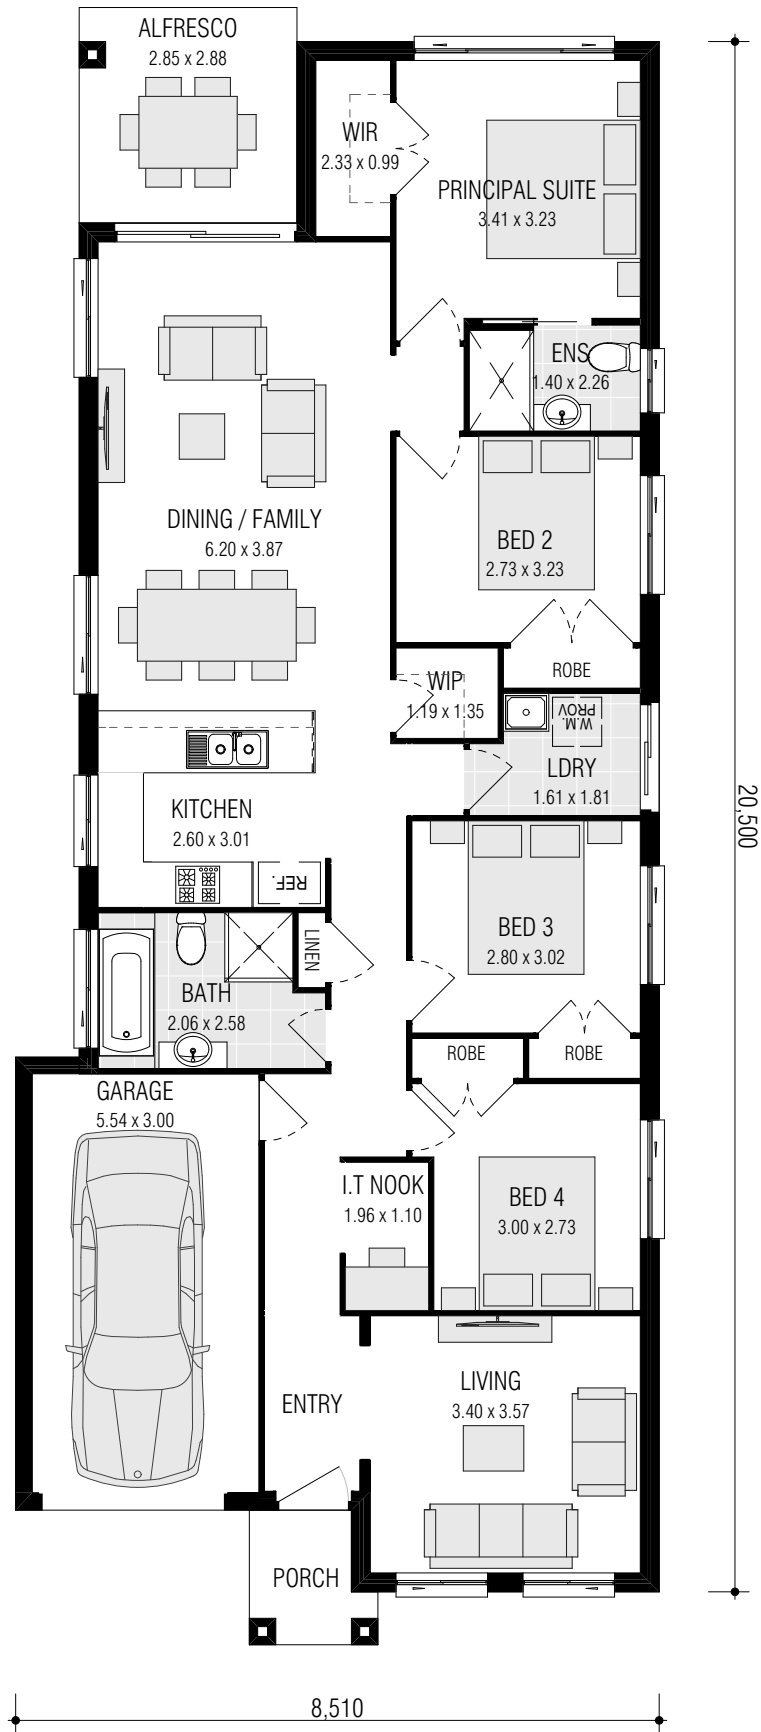 ALFRESCO
2.85 x 2.88
WIR
2.33 x 0.99
PRINCIPAL SUITE
3.41 x 3.23
ENS
1.40 x 2.26
DINING / FAMILY
6.20 x 3.87
BED 2
2.73 x 3.23
ROBE
WIP
1.19 x 1.35
W.M.
PROV
LDRY
1.61 x 1.81
KITCHEN
2.60 x 3.01
REF.
20,500
LINEN
BED 3
2.80 x 3.02
BATH
2.06 x 2.58
ROBE
ROBE
GARAGE
5.54 x 3.00
I.T NOOK
1.96 x 1.10
BED 4
3.00 x 2.73
LIVING
3.40 x 3.57
ENTRY
PORCH
8,510